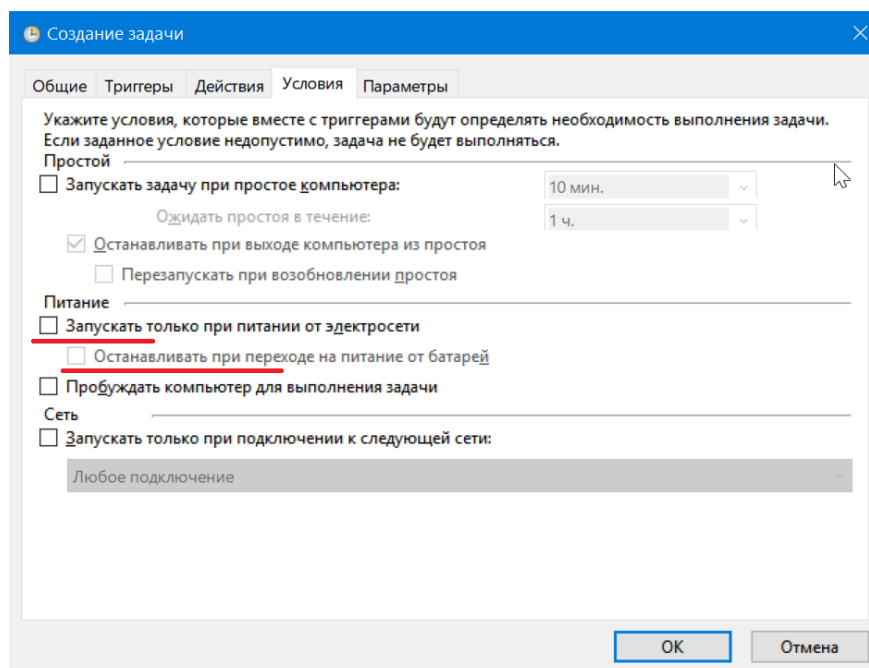 Создание задачи
Общие Триггеры Действия Условия Параметры
Укажите условия, которые вместе с триггерами будут определять необходимость выполнения задачи.
Если заданное условие недопустимо, задача не будет выполняться.
Простой
Запускать задачу при простое компьютера: 10 мин.
Ожидать простоя в течение: 1 ч.
Останавливать при выходе компьютера из простоя
Перезапускать при возобновлении простоя
Питание
Запускать только при питании от электросети
Останавливать при переходе на питание от батарей
Пробуждать компьютер для выполнения задачи
Сеть
Запускать только при подключении к следующей сети:
Любое подключение
ОК Отмена